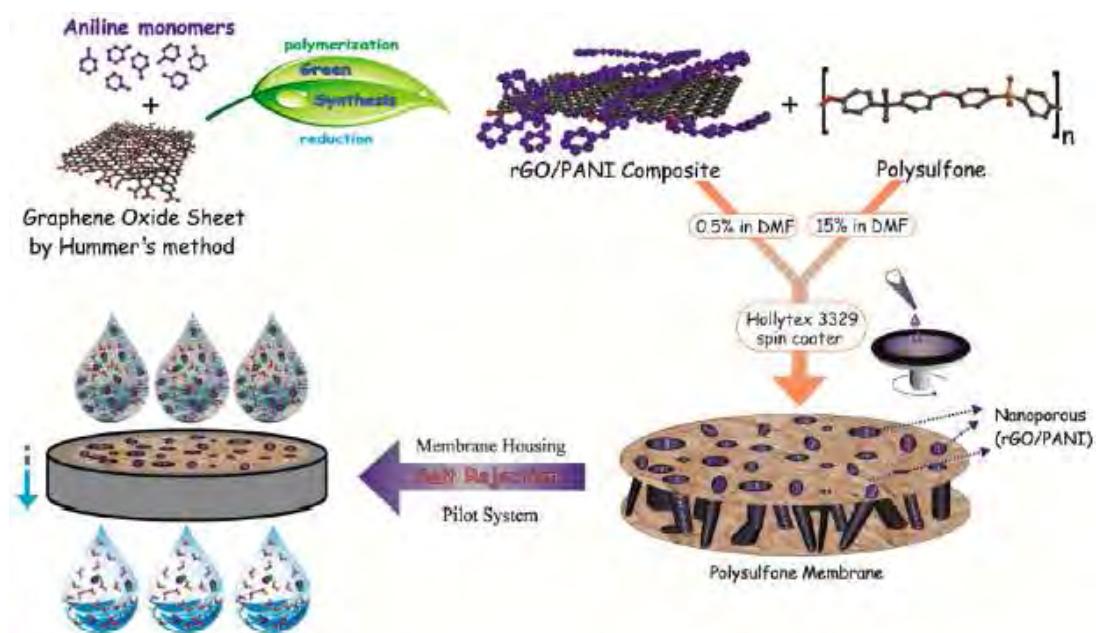 Aniline monomers
+
Graphene Oxide Sheet
by Hummer's method
polymerization
Green
Synthesis
reduction
rGO/PANI Composite
+
n
Polysulfone
0.5% in DMF
15% in DMF
Hollytex 3329
spin coater
Nanoporous
(rGO/PANI)
Polysulfone Membrane
Membrane Housing
Salt Rejection
Pilot System